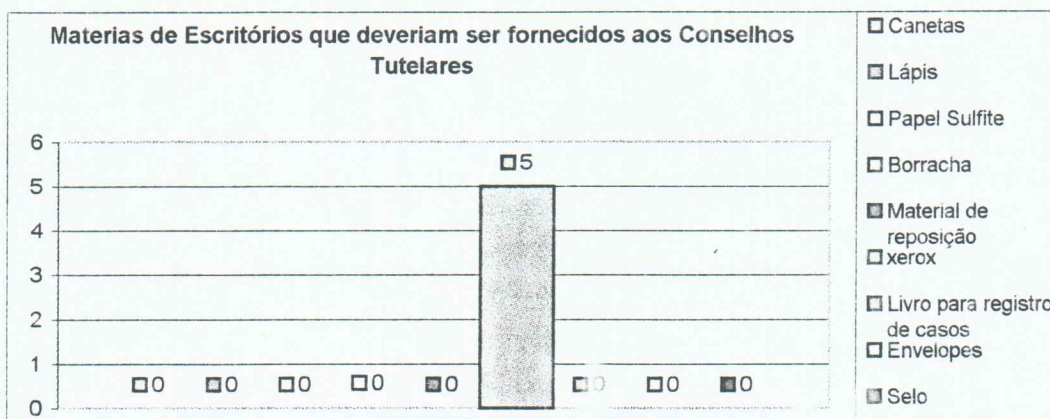 Materias de Escritórios que deveriam ser fornecidos aos Conselhos
Tutelares
6
5
4
3
2
1
0
5
0
0
0
0
0
0
0
0
Canetas
Lápis
Papel Sulfite
Borracha
Material de
reposição
xerox
Livro para registro
de casos
Envelopes
Selo